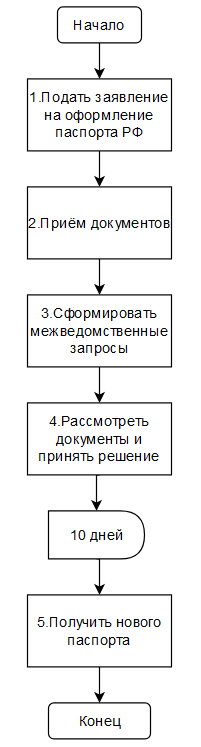 Начало
1.Подать заявление
на оформление
паспорта РФ
2.Приём документов
3.Сформировать
межведомственные
запросы
4.Рассмотреть
документы и
принять решение
10 дней
5.Получить нового
паспорта
Конец